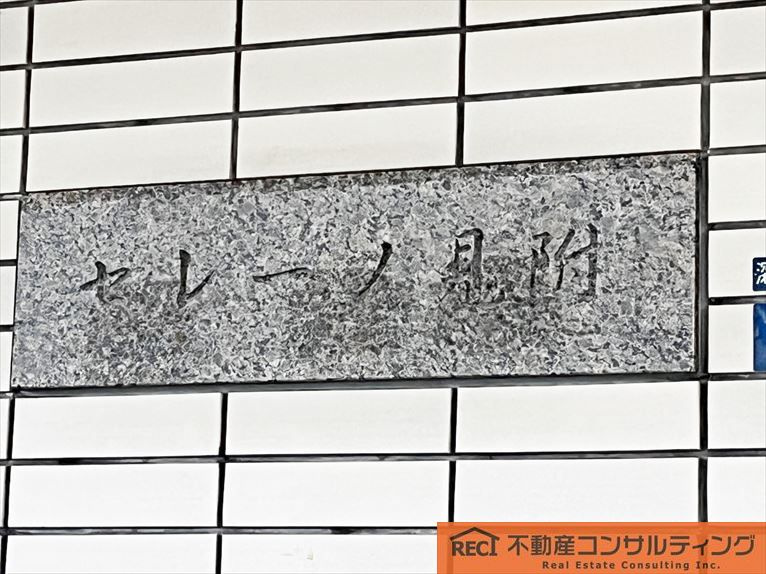 セレーノ見附
RECI 不動産コンサルティング
Real Estate Consulting Inc.